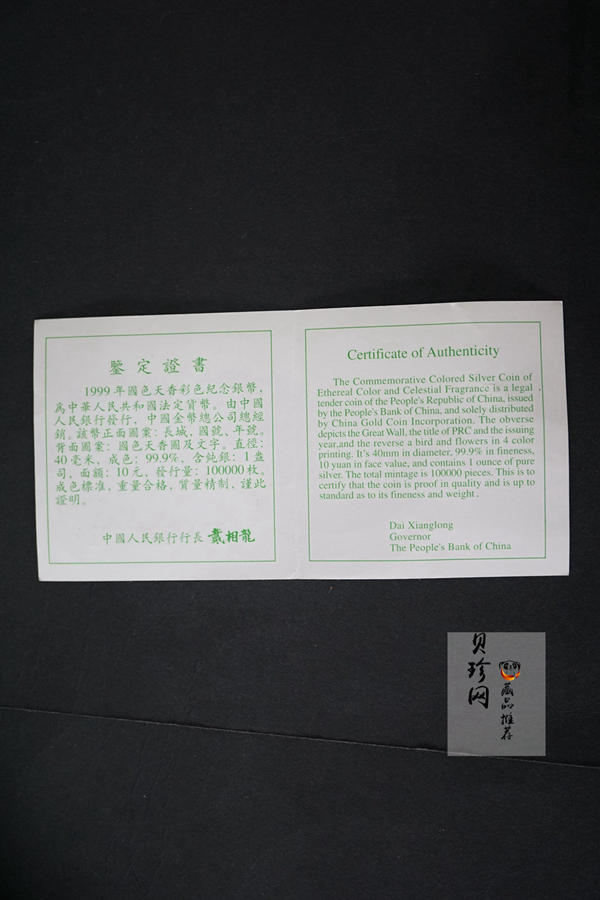 鑒定證書
1999年國色天香彩色紀念銀幣，
爲中華人民共和國法定貨幣。由中國
人民銀行發行，中國金幣總公司總經
銷。該幣正面圖案：長城，國號，年號。
背面圖案：國色天香圖及文字。直徑：
40毫米，成色：99.9%，含純銀：1盎
司，面額：10元，發行量：100000枚。
成色標准，重量合格，質量精制，謹此
證明。
中國人民銀行行長 戴相龍
Certificate of Authenticity
The Commemorative Colored Silver Coin of
Ethereal Color and Celestial Fragrance is a legal
tender coin of the People's Republic of China, issued
by the People's Bank of China, and solely distributed
by China Gold Coin Incorporation. The obverse
depicts the Great Wall, the title of PRC and the issuing
year,and the reverse a bird and flowers in 4 color
printing. It's 40mm in diameter, 99.9% in fineness,
10 yuan in face value, and contains 1 ounce of pure
silver. The total mintage is 100000 pieces. This is to
certify that the coin is proof in quality and is up to
standard as to its fineness and weight.
Dai Xianglong
Governor
The People's Bank of China
贝珍网
藏品推荐